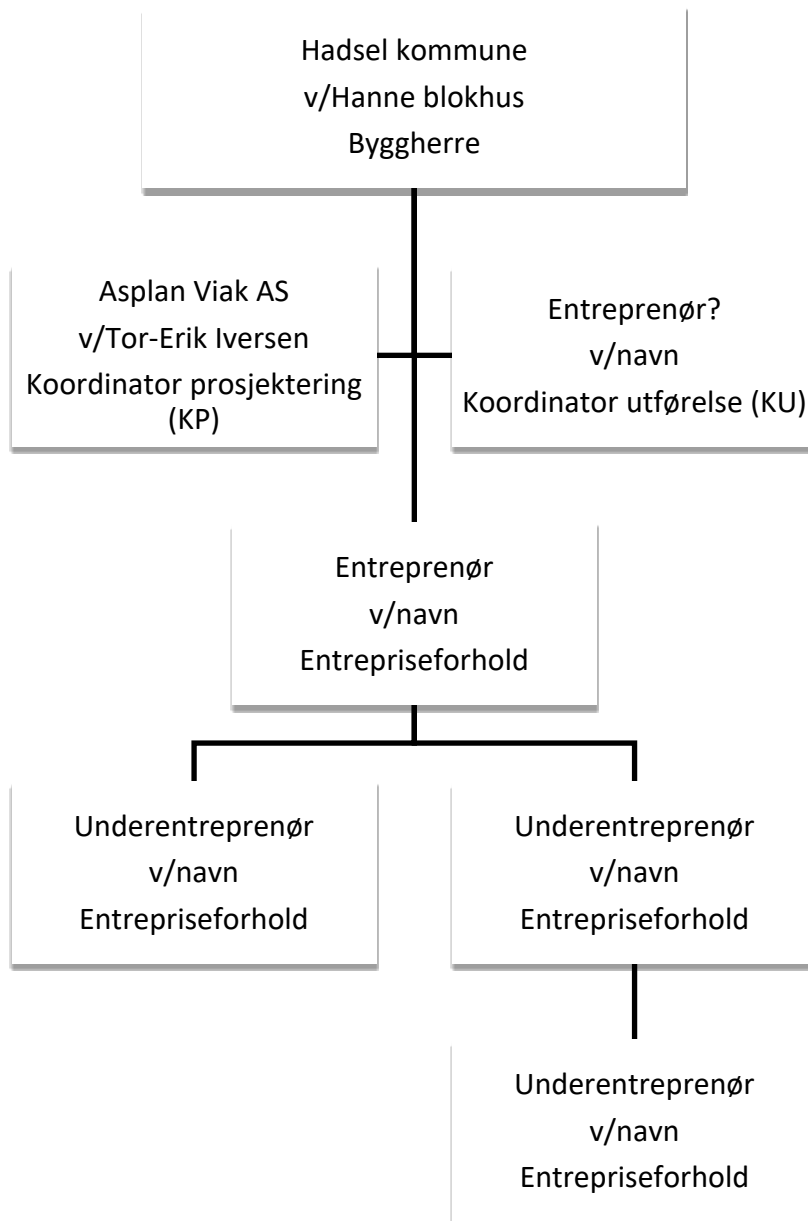 Hadsel kommune
v/Hanne blokhus
Byggherre
Asplan Viak AS
v/Tor-Erik Iversen
Koordinator prosjektering
(KP)
Entreprenør?
v/navn
Koordinator utførelse (KU)
Entreprenør
v/navn
Entrepriseforhold
Underentreprenør
v/navn
Entrepriseforhold
Underentreprenør
v/navn
Entrepriseforhold
Underentreprenør
v/navn
Entrepriseforhold